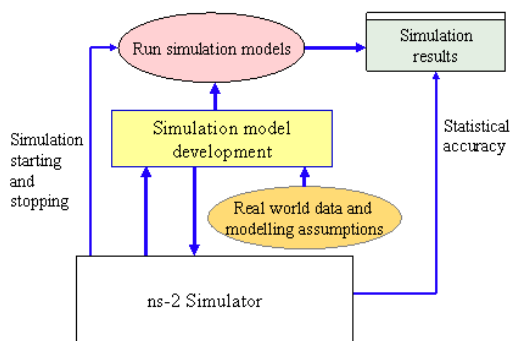 Run simulation models
Simulation
results
Simulation
starting
and
stopping
Simulation model
development
Statistical
accuracy
Real world data and
modelling assumptions
ns-2 Simulator